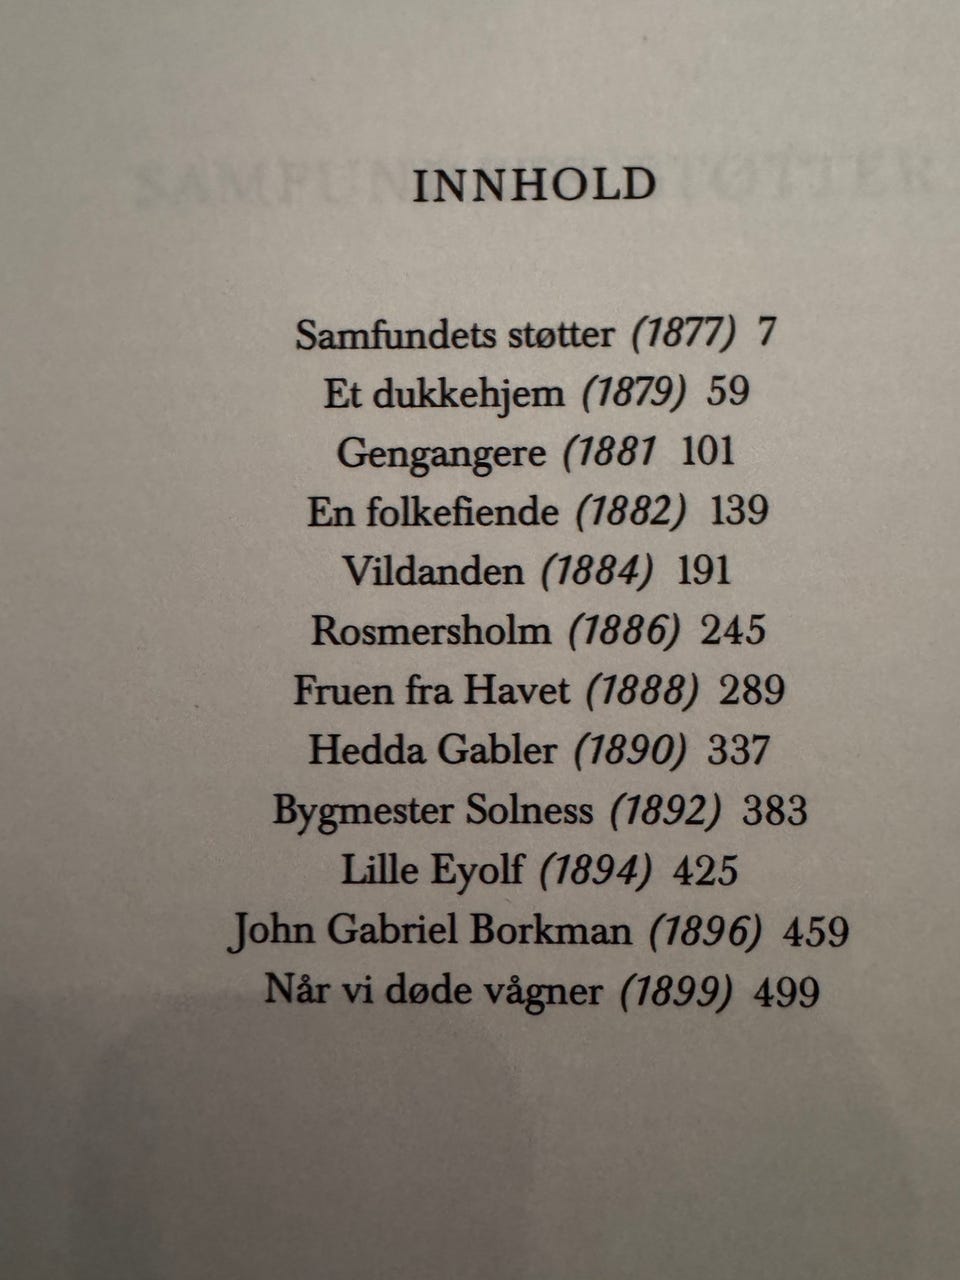 INNHOLD
Samfundets støtter (1877) 7
Et dukkehjem (1879) 59
Gengangere (1881 101
En folkefiende (1882) 139
Vildanden (1884) 191
Rosmersholm (1886) 245
Fruen fra Havet (1888) 289
Hedda Gabler (1890) 337
Bygmester Solness (1892) 383
Lille Eyolf (1894) 425
John Gabriel Borkman (1896) 459
Når vi døde vågner (1899) 499